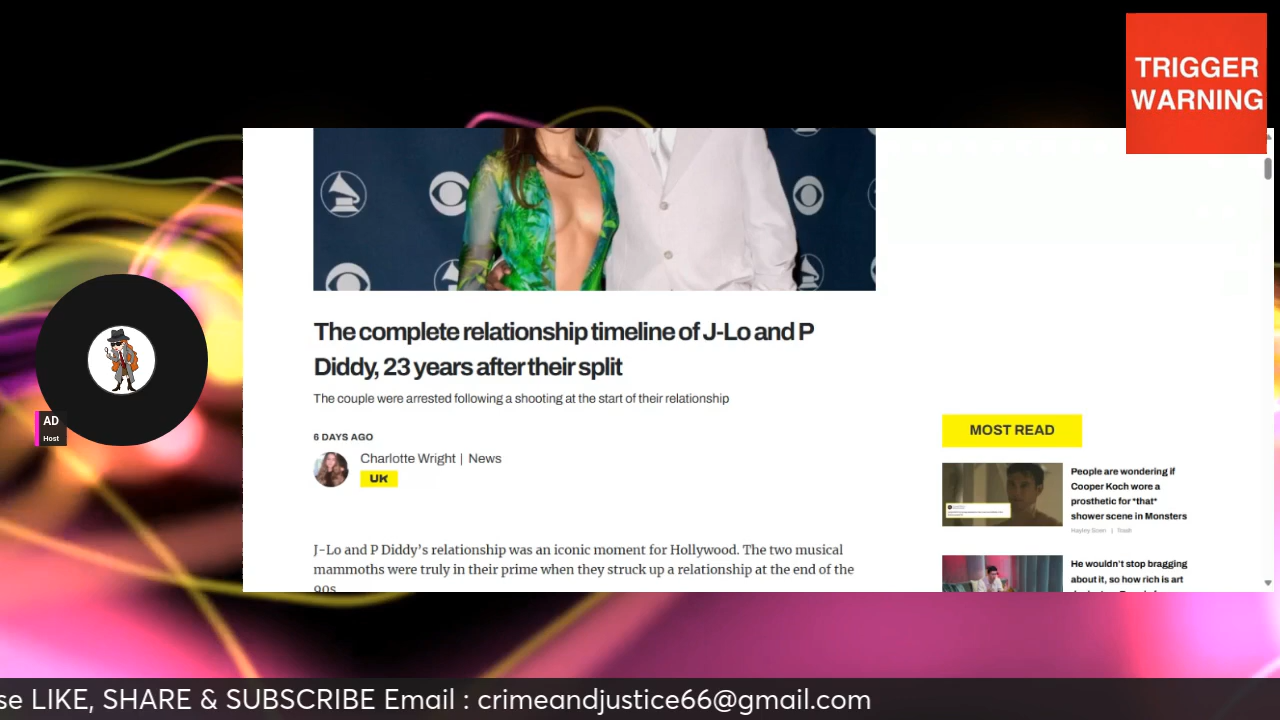 TRIGGER
WARNING
The complete relationship timeline of J-Lo and P
Diddy, 23 years after their split
The couple were arrested following a shooting at the start of their relationship
6 DAYS AGO
Charlotte Wright | News
UK
J-Lo and P Diddy's relationship was an iconic moment for Hollywood. The two musical
mammoths were truly in their prime when they struck up a relationship at the end of the
90s.
MOST READ
People are wondering if
Cooper Koch wore a
prosthetic for *that*
shower scene in Monsters
He wouldn't stop bragging
about it, so how rich is art
AD
Host
se LIKE, SHARE & SUBSCRIBE Email : crimeandjustice66@gmail.com